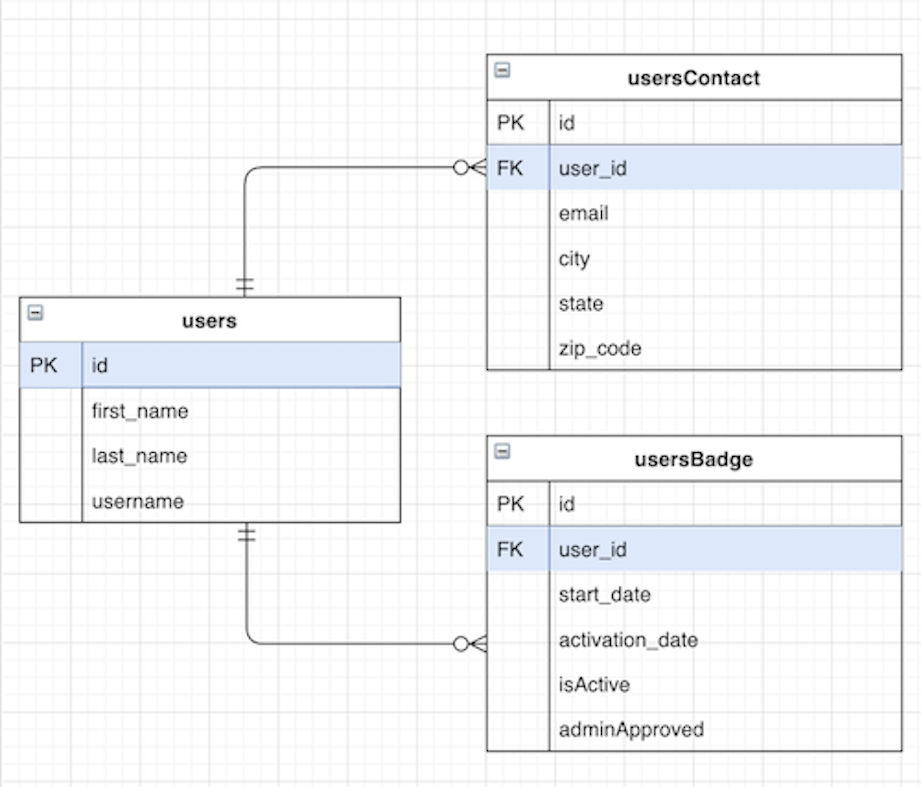 usersContact
PK id
FK user_id
email
city
state
zip_code
users
PK id
first_name
last_name
username
usersBadge
PK id
FK user_id
start_date
activation_date
isActive
adminApproved